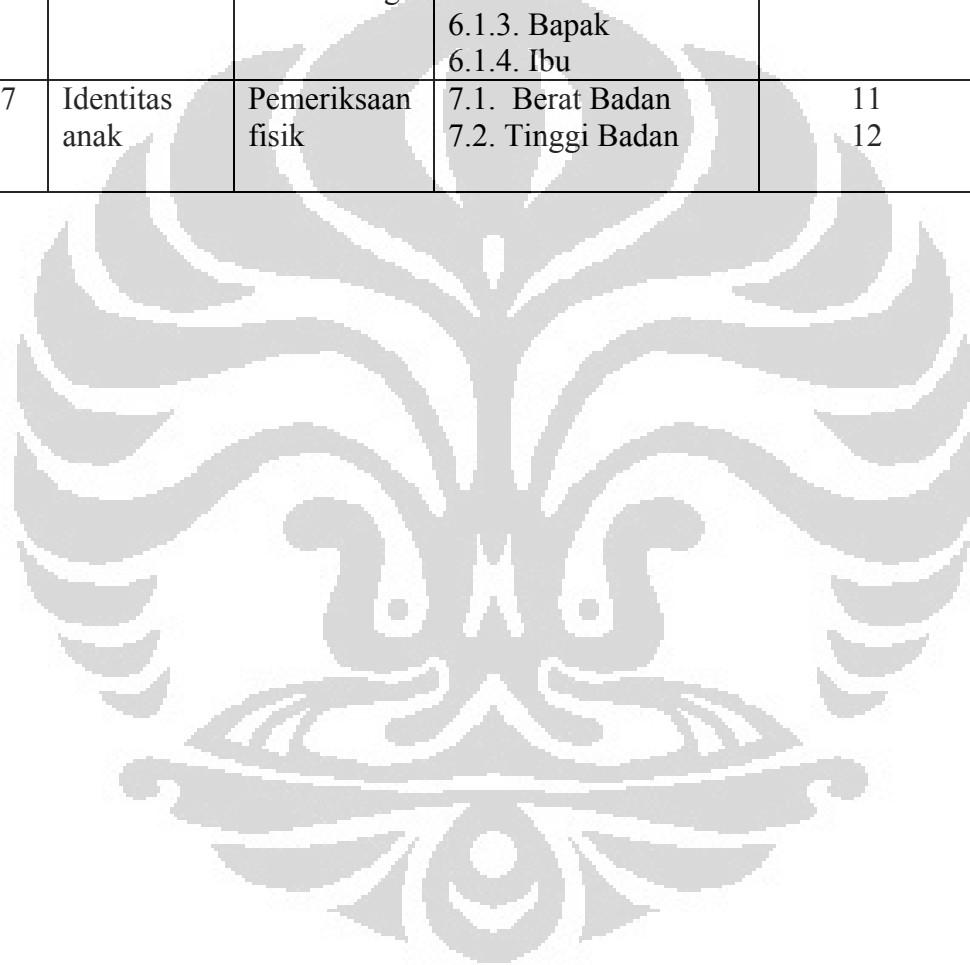 6.1.3. Bapak
6.1.4. Ibu
7 Identitas Pemeriksaan 7.1. Berat Badan 11
anak fisik 7.2. Tinggi Badan 12